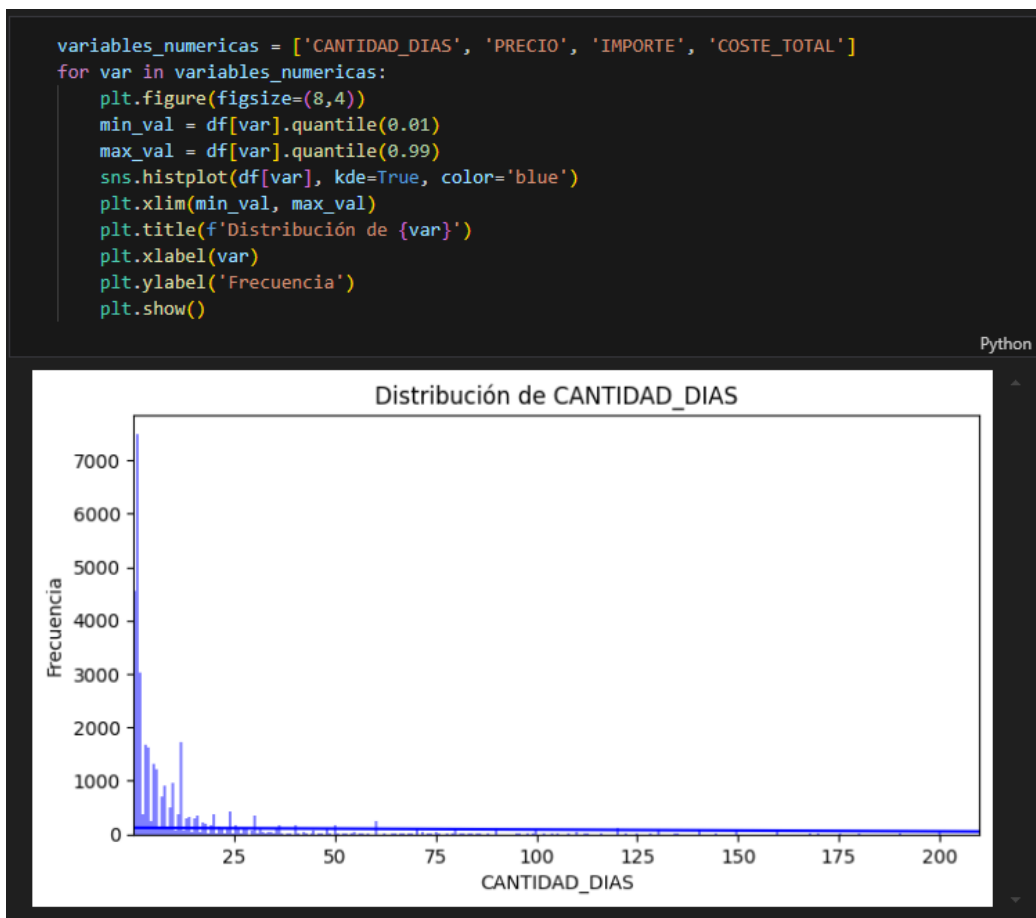 variables_numericas = ['CANTIDAD_DIAS', 'PRECIO', 'IMPORTE', 'COSTE_TOTAL']
for var in variables_numericas:
    plt.figure(figsize=(8,4))
    min_val = df[var].quantile(0.01)
    max_val = df[var].quantile(0.99)
    sns.histplot(df[var], kde=True, color='blue')
    plt.xlim(min_val, max_val)
    plt.title(f'Distribución de {var}')
    plt.xlabel(var)
    plt.ylabel('Frecuencia')
    plt.show()
Python
Distribución de CANTIDAD_DIAS
Frecuencia
7000
6000
5000
4000
3000
2000
1000
0
25 50 75 100 125 150 175 200
CANTIDAD_DIAS